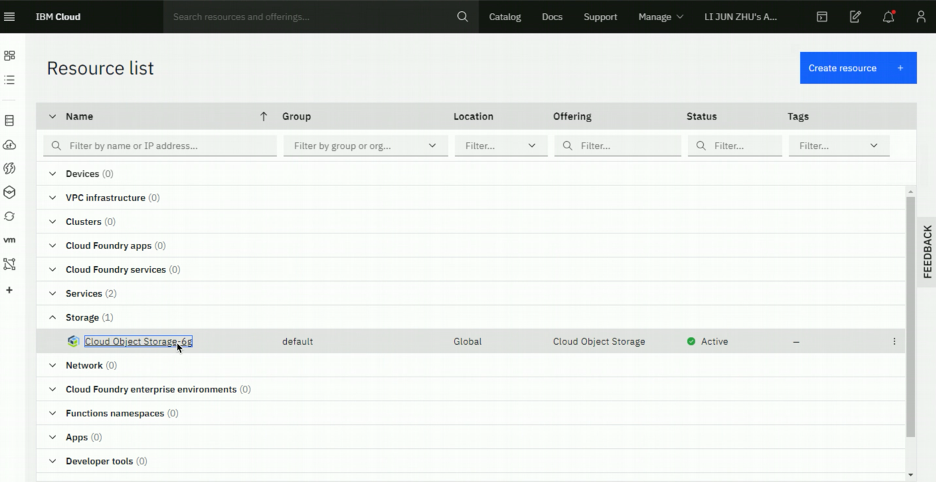 IBM Cloud
Search resources and offerings...
Catalog
Docs
Support
Manage
LI JUN ZHU's A...
Resource list
Create resource +
Name
Group
Location
Offering
Status
Tags
Filter by name or IP address...
Filter by group or org...
Filter...
Filter...
Filter...
Filter...
Devices (0)
VPC infrastructure (0)
Clusters (0)
Cloud Foundry apps (0)
Cloud Foundry services (0)
Services (2)
Storage (1)
Cloud Object Storage-6g
default
Global
Cloud Object Storage
Active
–
Network (0)
Cloud Foundry enterprise environments (0)
Functions namespaces (0)
Apps (0)
Developer tools (0)
vm
FEEDBACK